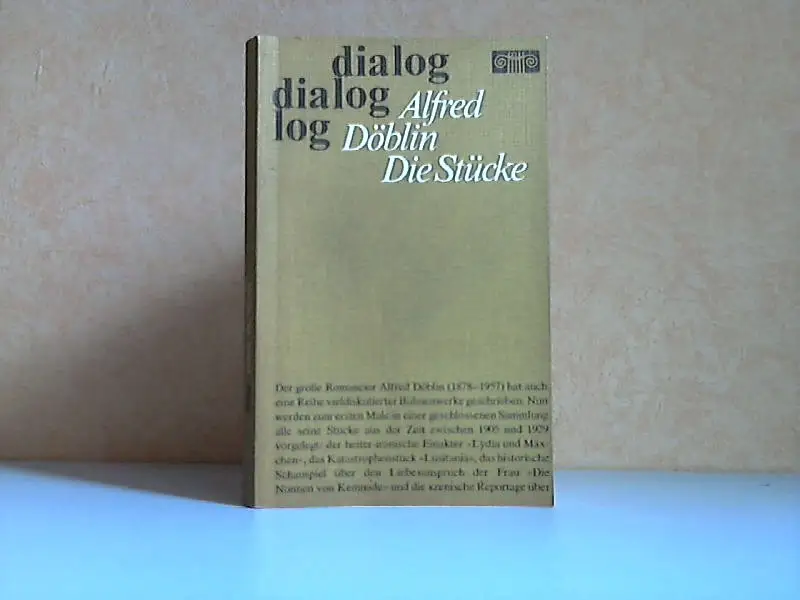 dialog
dialog
log
Alfred
Döblin
Die Stücke
Der große Romancier Alfred Döblin (1878–1957) hat auch
eine Reihe vieldiskutierter Bühnenwerke geschrieben. Nun
werden zum ersten Male in einer geschlossenen Sammlung
alle seine Stücke aus der Zeit zwischen 1905 und 1929
vorgelegt: der heiter-ironische Einakter »Lydia und Mäx-
chen«, das Katastrophenstück »Lusitania«, das historische
Schauspiel über den Liebesanspruch der Frau »Die
Nonnen von Kemnade« und die szenische Reportage über